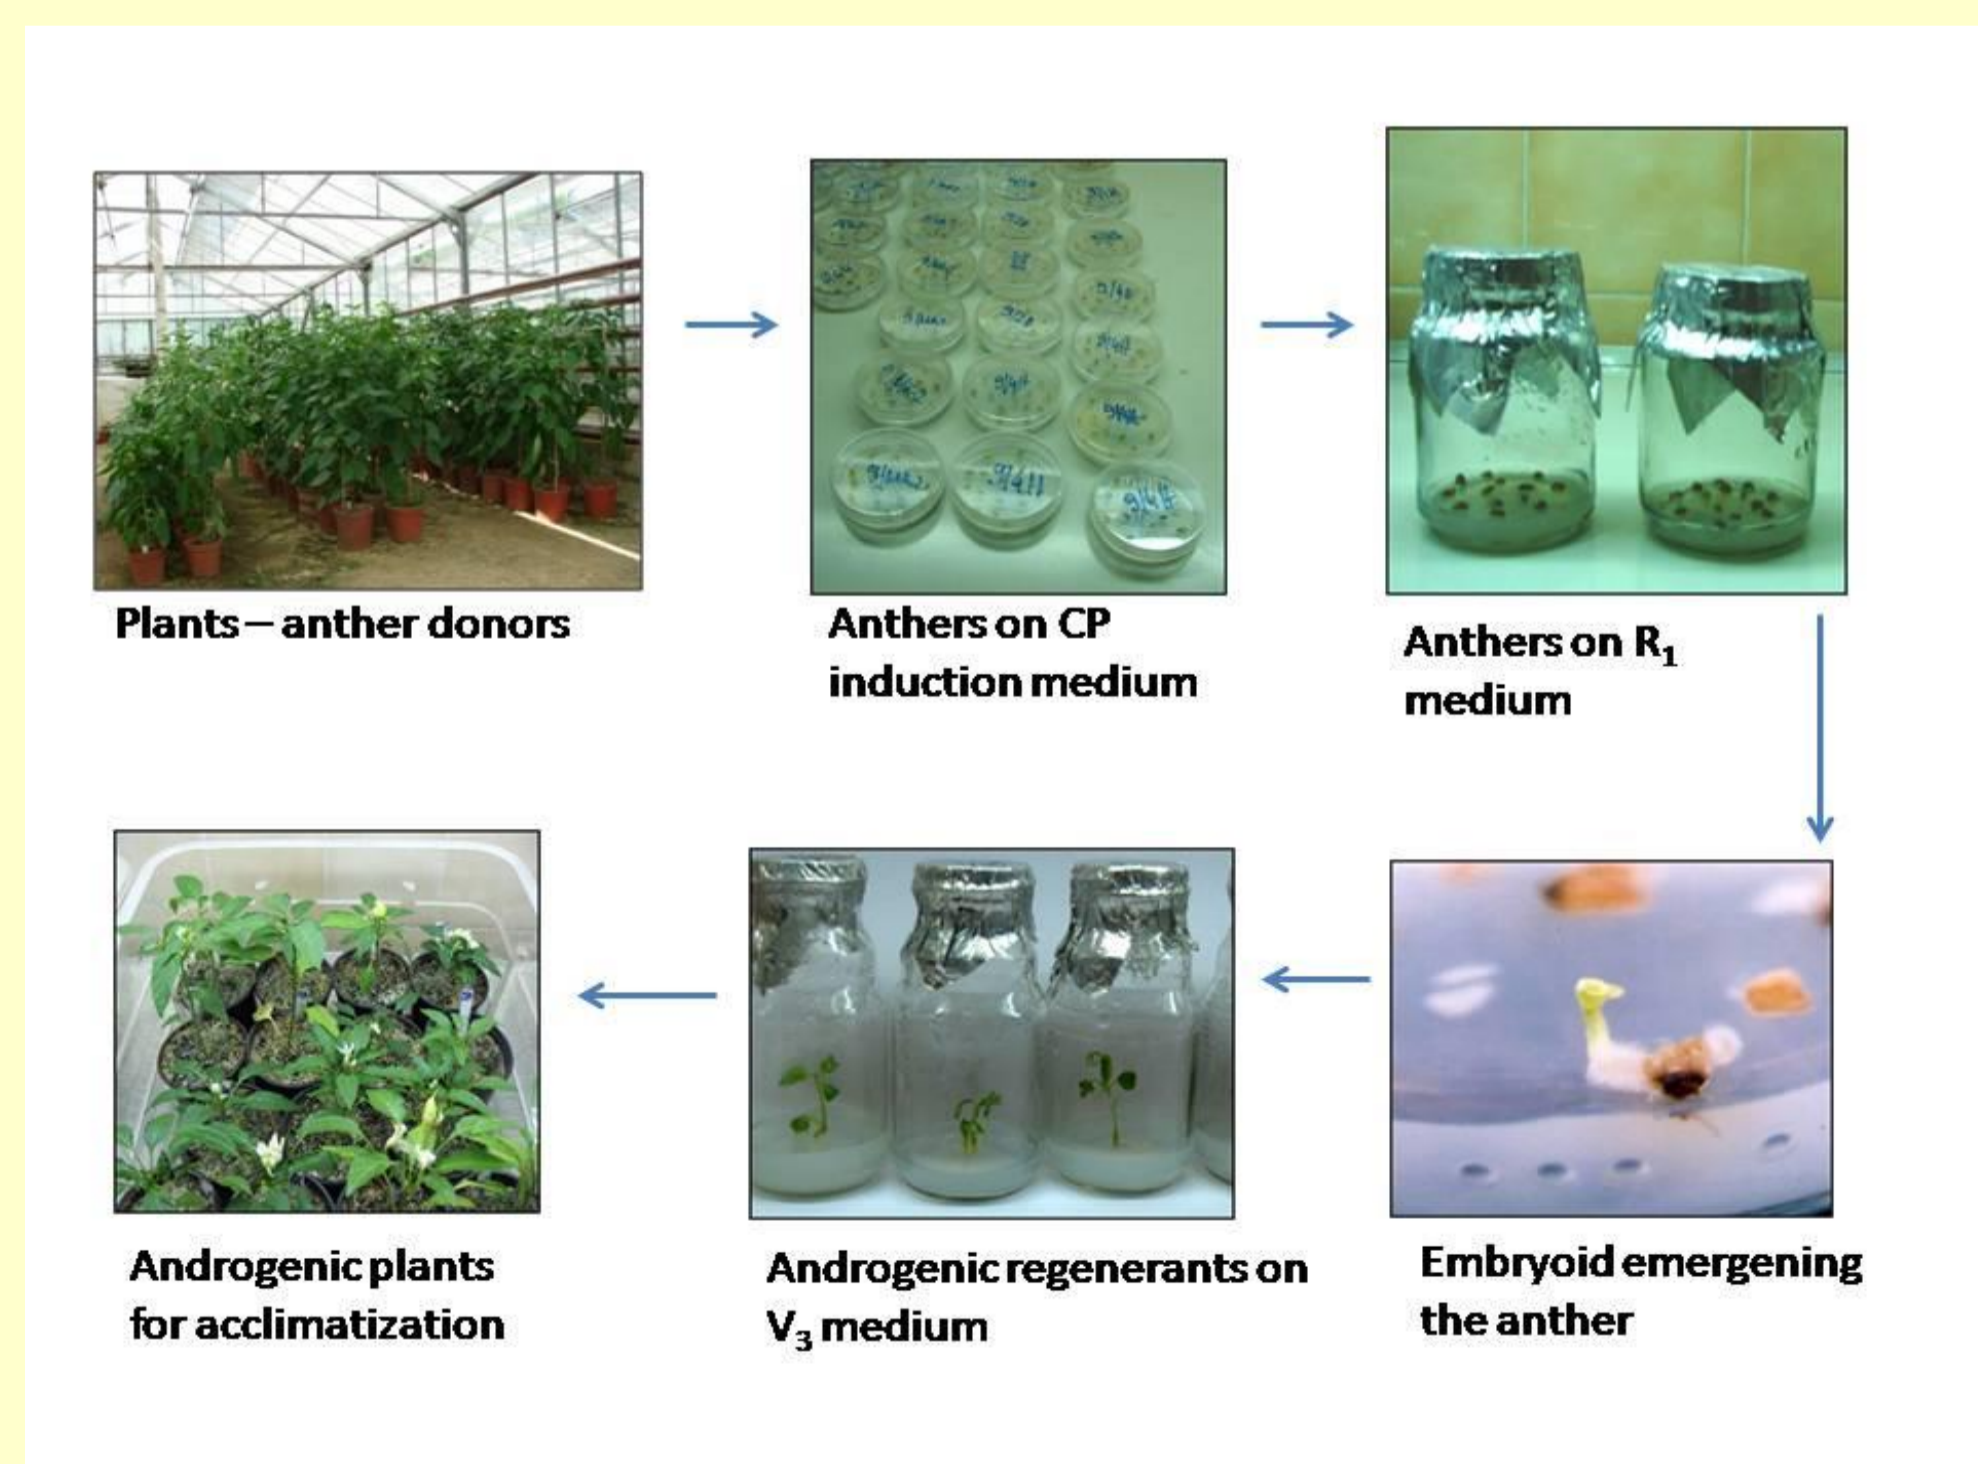 Plants – anther donors
Anthers on CP
induction medium
Anthers on R₁
medium
Embryoid emergening
the anther
Androgenic regenerants on
V₃ medium
Androgenic plants
for acclimatization